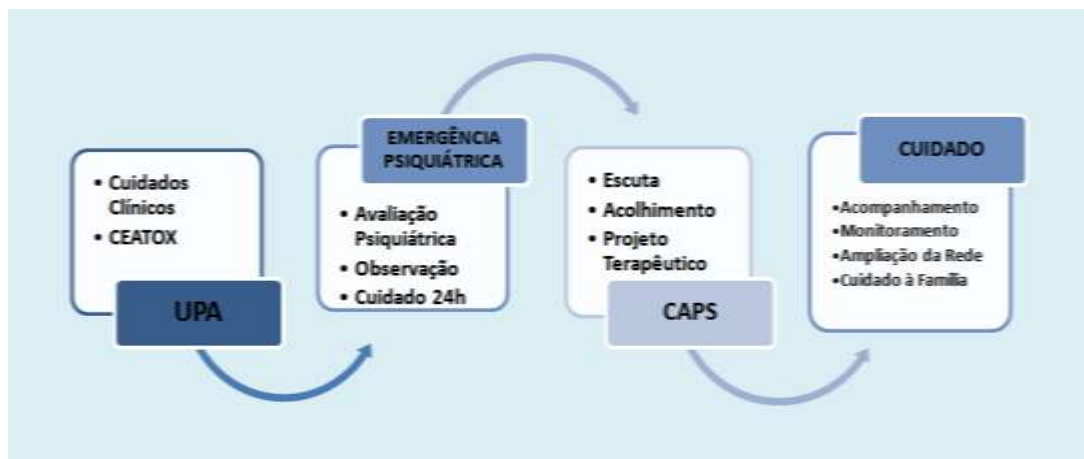 • Cuidados
Clínicos
• CEATOX
UPA
EMERGÊNCIA
PSIQUIÁTRICA
• Avaliação
Psiquiátrica
• Observação
• Cuidado 24h
• Escuta
• Acolhimento
• Projeto
Terapêutico
CAPS
CUIDADO
•Acompanhamento
•Monitoramento
•Ampliação da Rede
•Cuidado à Família